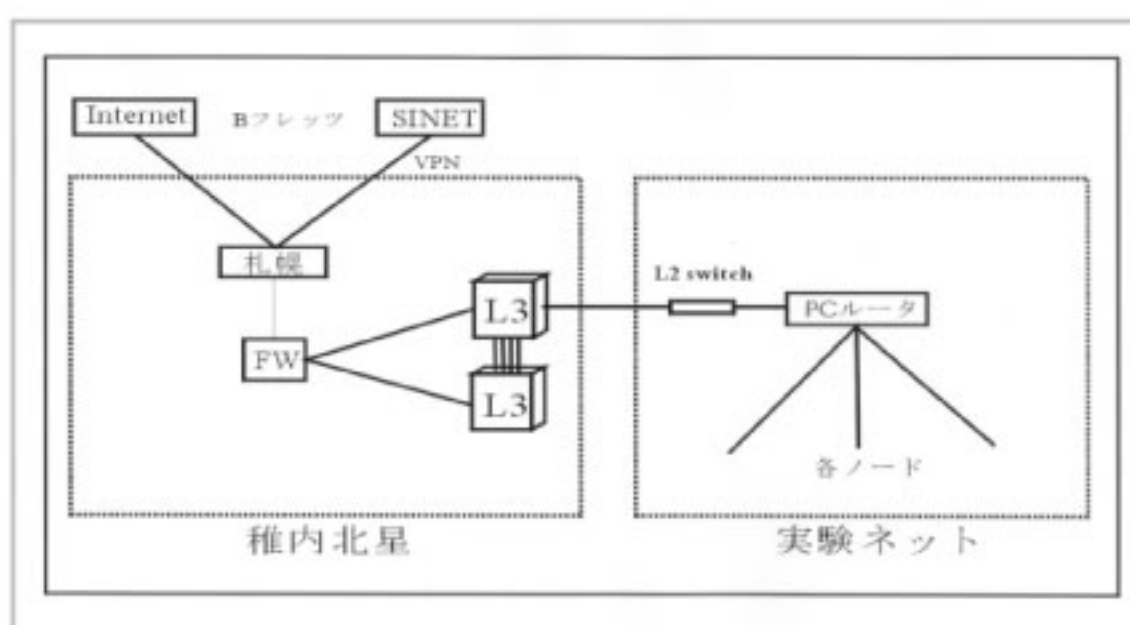 Internet
Bフレッツ
SINET
VPN
札幌
L2 switch
L3
PCルータ
FW
L3
各ノード
稚内北星
実験ネット